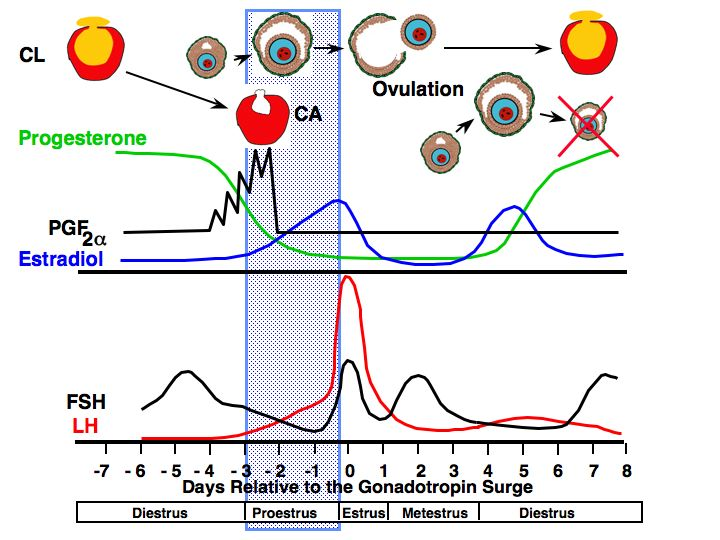 CL
CA
Ovulation
Progesterone
PGF2α
Estradiol
FSH
LH
-7 - 6 - 5 - 4 - 3 - 2 -1 0 1 2 3 4 5 6 7 8
Days Relative to the Gonadotropin Surge
Diestrus Proestrus Estrus Metestrus Diestrus